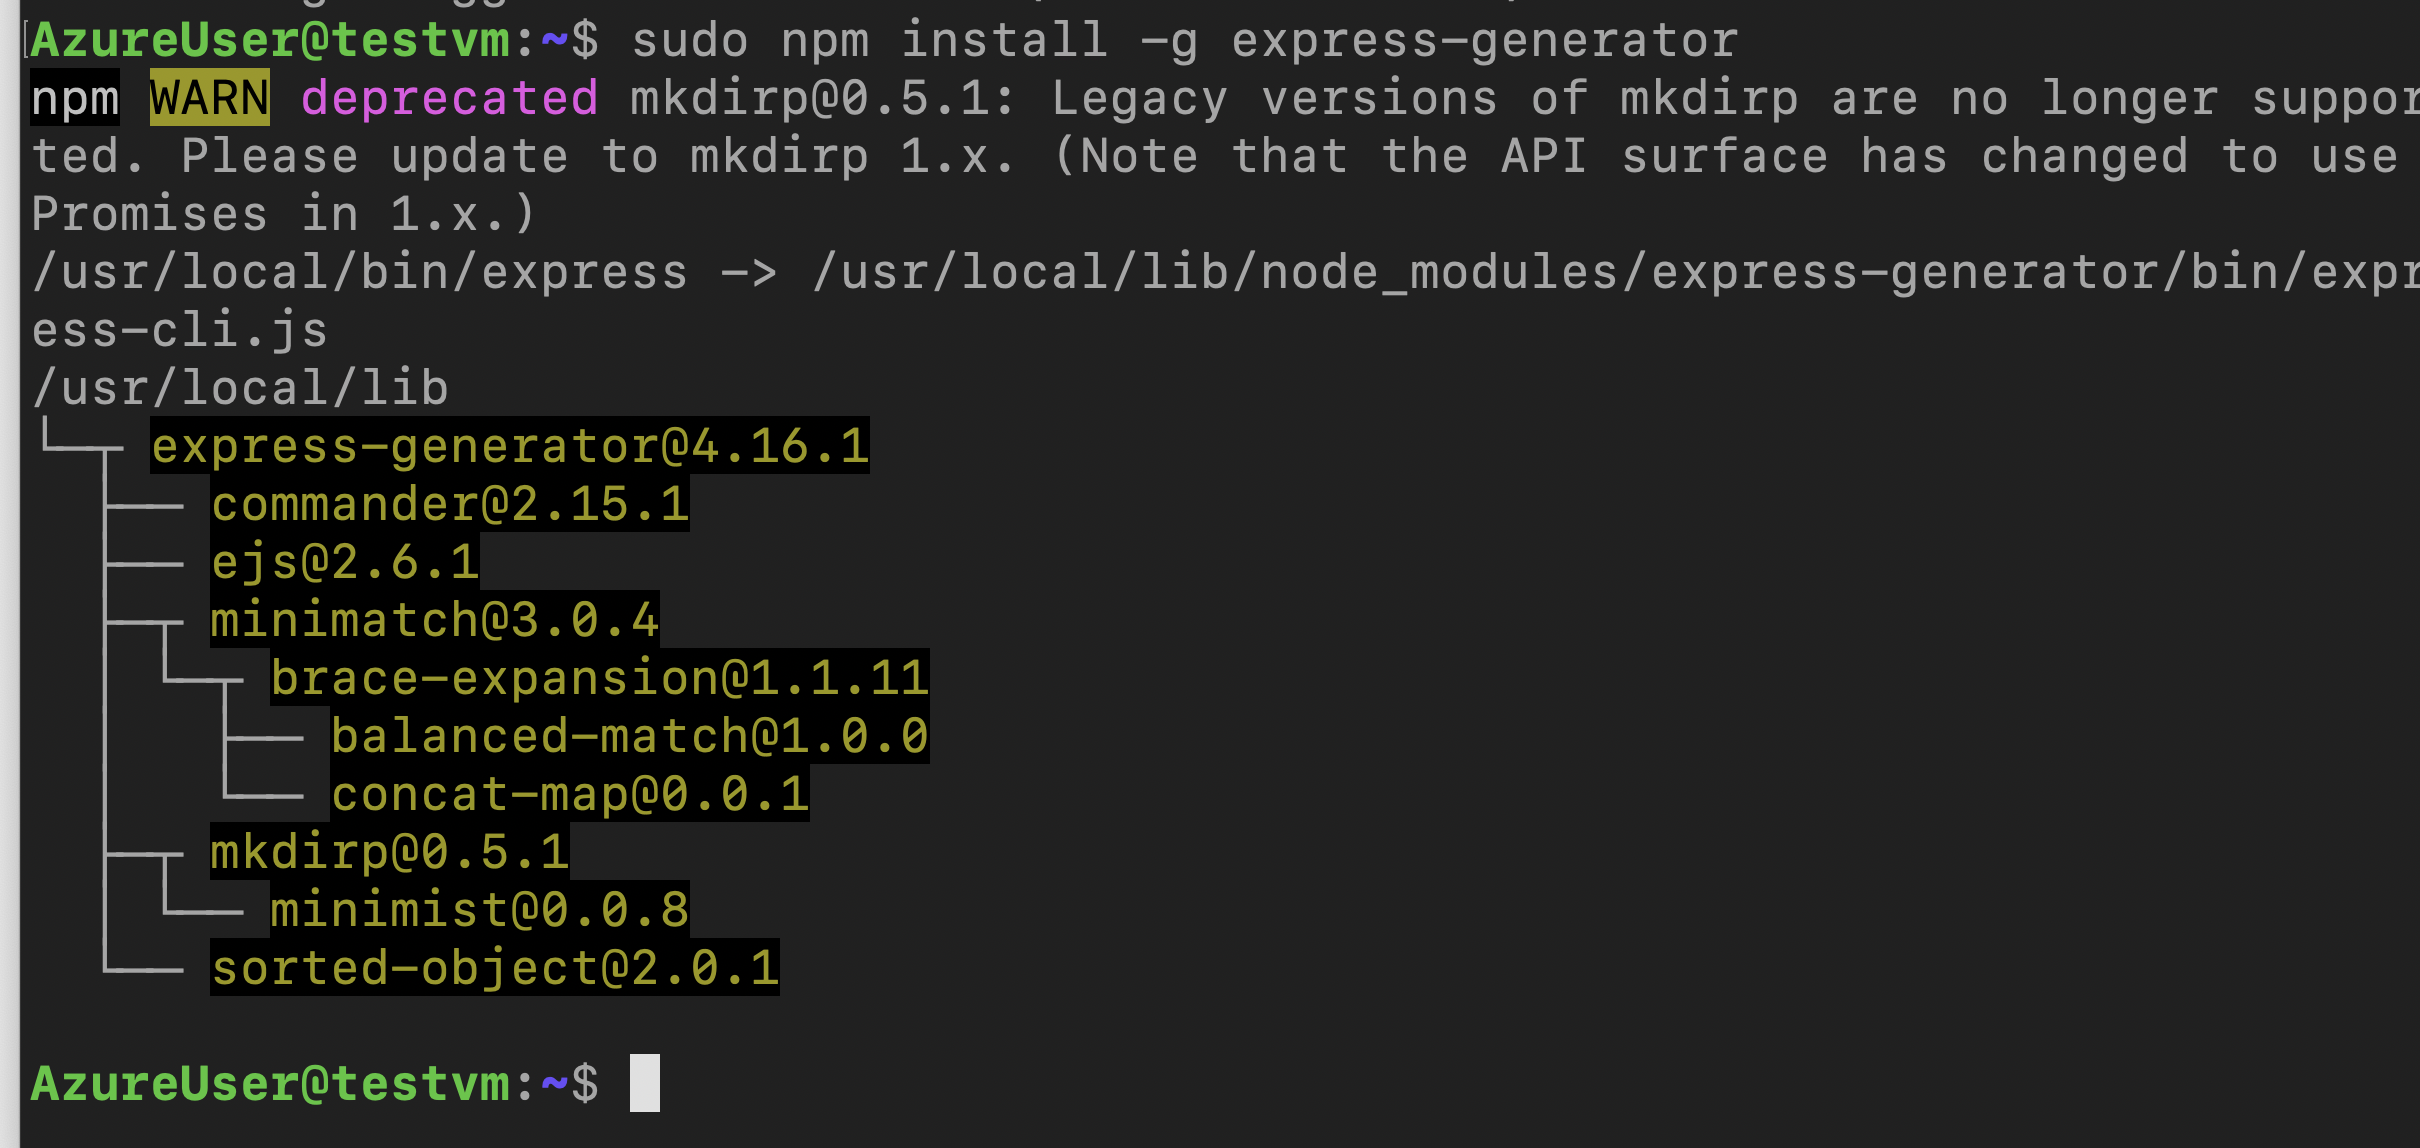 AzureUser@testvm:~$ sudo npm install -g express-generator
npm WARN deprecated mkdirp@0.5.1: Legacy versions of mkdirp are no longer suppor
ted. Please update to mkdirp 1.x. (Note that the API surface has changed to use
Promises in 1.x.)
/usr/local/bin/express -> /usr/local/lib/node_modules/express-generator/bin/expr
ess-cli.js
/usr/local/lib
└─┬ express-generator@4.16.1
  ├── commander@2.15.1
  ├── ejs@2.6.1
  ├─┬ minimatch@3.0.4
  │ └─┬ brace-expansion@1.1.11
  │   ├── balanced-match@1.0.0
  │   └── concat-map@0.0.1
  ├─┬ mkdirp@0.5.1
  │ └── minimist@0.0.8
  └── sorted-object@2.0.1
AzureUser@testvm:~$